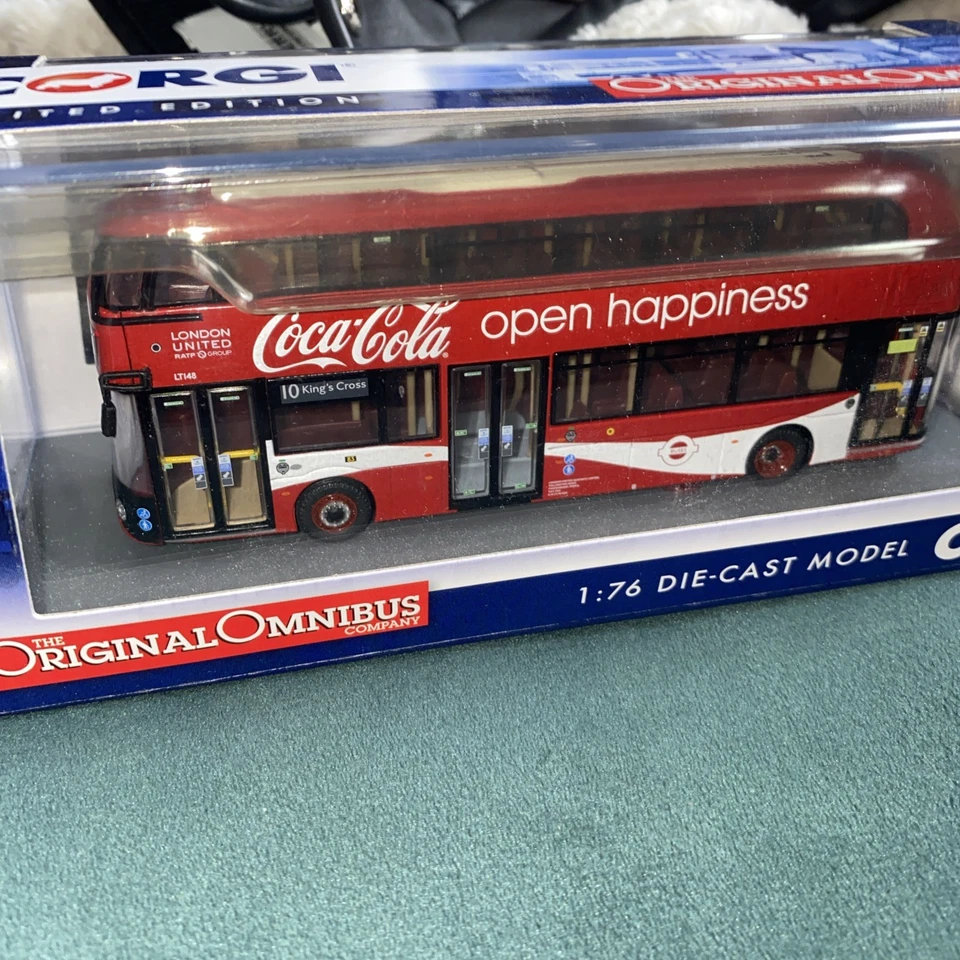 CORGI
THE ORIGINAL OM
ITED EDITION
Coca-Cola
open happiness
LONDON
UNITED
RATP GROUP
LT148
10 King's Cross
THE
ORIGINAL OMNIBUS
COMPANY
1:76 DIE-CAST MODEL